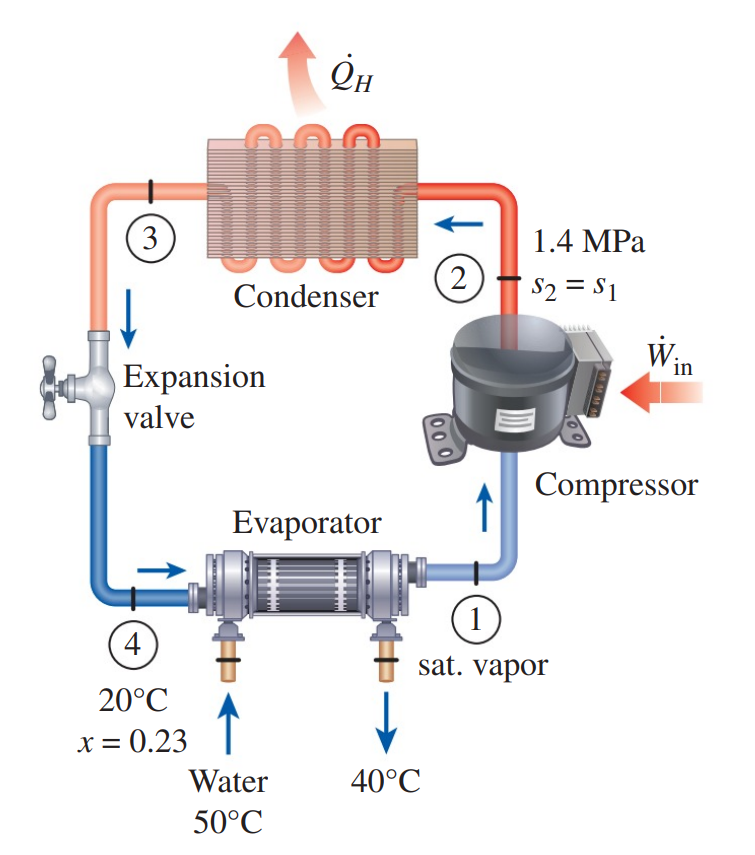 Q̇H
3
1.4 MPa
2
s2 = s1
Condenser
Ẇin
Expansion
valve
Compressor
Evaporator
1
4
sat. vapor
20°C
x = 0.23
Water
40°C
50°C